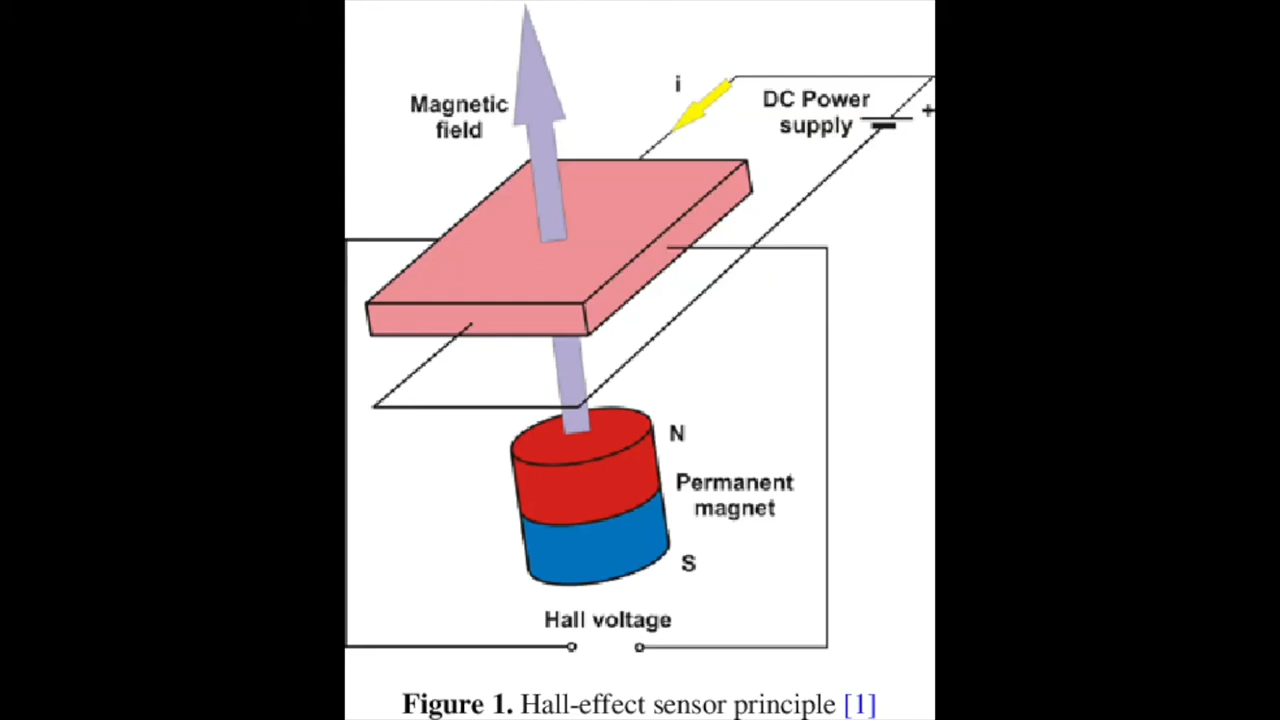 Magnetic
field
i
DC Power
supply
+
N
Permanent
magnet
S
Hall voltage
Figure 1. Hall-effect sensor principle [1]